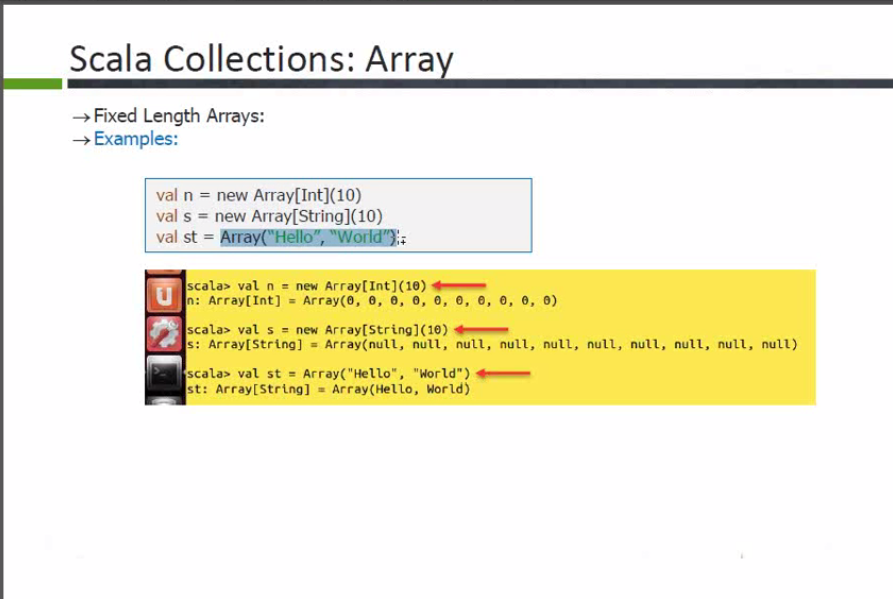 Scala Collections: Array
→Fixed Length Arrays:
→Examples:
val n = new Array[Int](10)
val s = new Array[String](10)
val st = Array("Hello", "World");
scala> val n = new Array[Int](10)
n: Array[Int] = Array(0, 0, 0, 0, 0, 0, 0, 0, 0, 0)
scala> val s = new Array[String](10)
s: Array[String] = Array(null, null, null, null, null, null, null, null, null, null)
scala> val st = Array("Hello", "World")
st: Array[String] = Array(Hello, World)